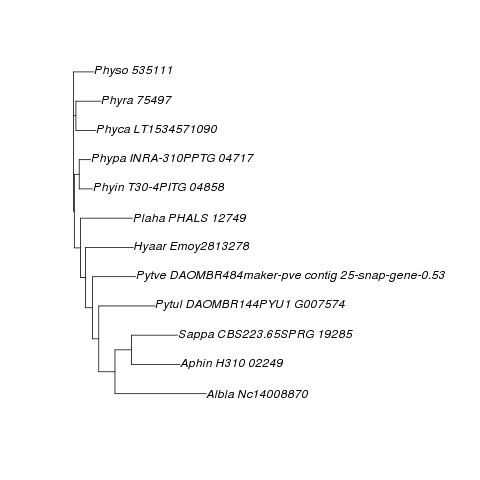 Physo 535111
Phyra 75497
Phyca LT1534571090
Phypa INRA-310PPTG 04717
Phyin T30-4PITG 04858
Plaha PHALS 12749
Hyaar Emoy2813278
Pytve DAOMBR484maker-pve contig 25-snap-gene-0.53
Pytul DAOMBR144PYU1 G007574
Sappa CBS223.65SPRG 19285
Aphin H310 02249
Albla Nc14008870